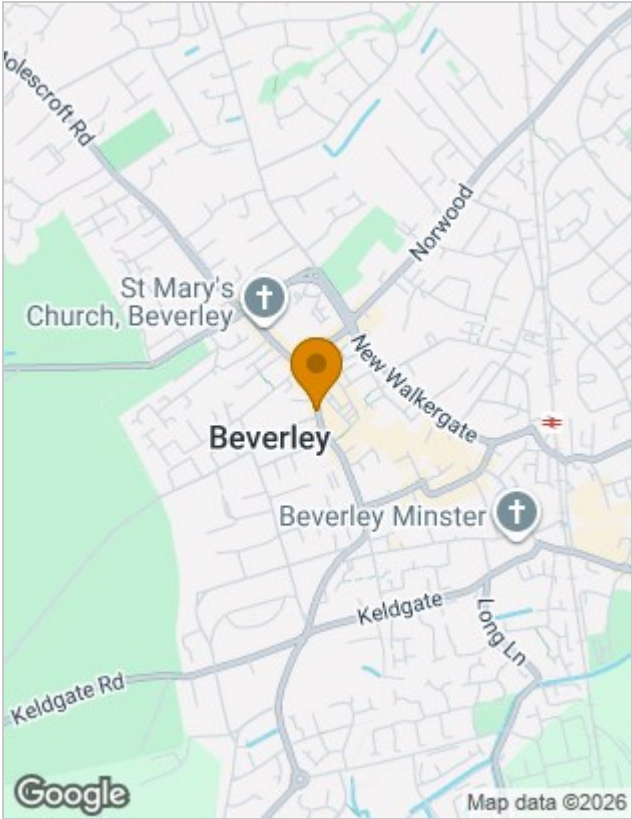 Molescroft Rd
Norwood
St Mary's
Church, Beverley
New Walkergate
Beverley
Beverley Minster
Keldgate
Long Ln
Keldgate Rd
Google
Map data ©2026